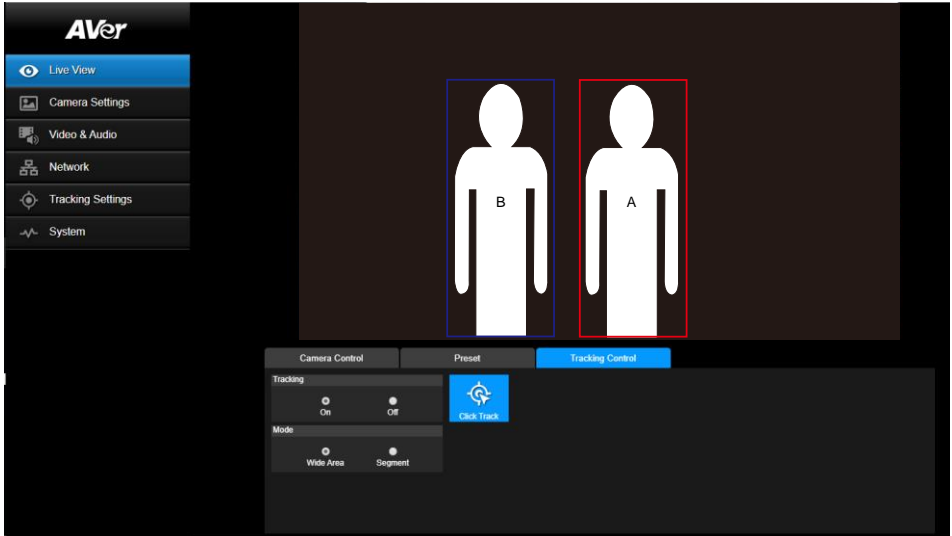 AVer
Live View
Camera Settings
Video & Audio
Network
Tracking Settings
System
B A
Camera Control Preset Tracking Control
Tracking
On Off
Click Track
Mode
Wide Area Segment